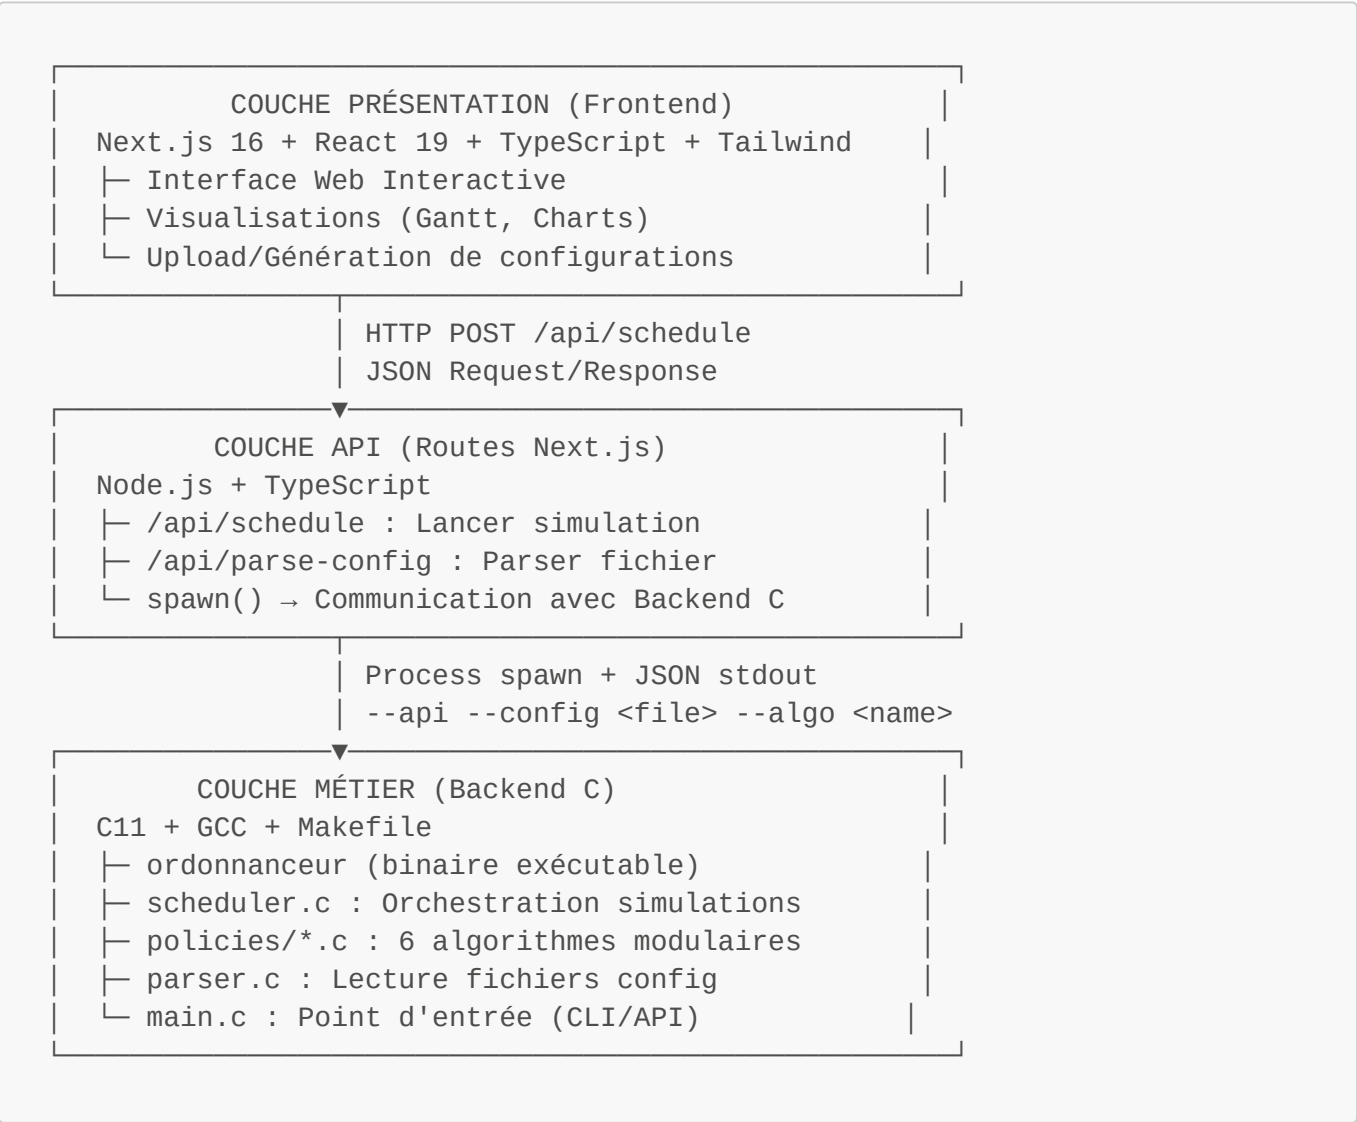 COUCHE PRÉSENTATION (Frontend)
Next.js 16 + React 19 + TypeScript + Tailwind
├─ Interface Web Interactive
├─ Visualisations (Gantt, Charts)
└─ Upload/Génération de configurations
HTTP POST /api/schedule
JSON Request/Response
COUCHE API (Routes Next.js)
Node.js + TypeScript
├─ /api/schedule : Lancer simulation
├─ /api/parse-config : Parser fichier
└─ spawn() → Communication avec Backend C
Process spawn + JSON stdout
--api --config <file> --algo <name>
COUCHE MÉTIER (Backend C)
C11 + GCC + Makefile
├─ ordonnanceur (binaire exécutable)
├─ scheduler.c : Orchestration simulations
├─ policies/*.c : 6 algorithmes modulaires
├─ parser.c : Lecture fichiers config
└─ main.c : Point d'entrée (CLI/API)